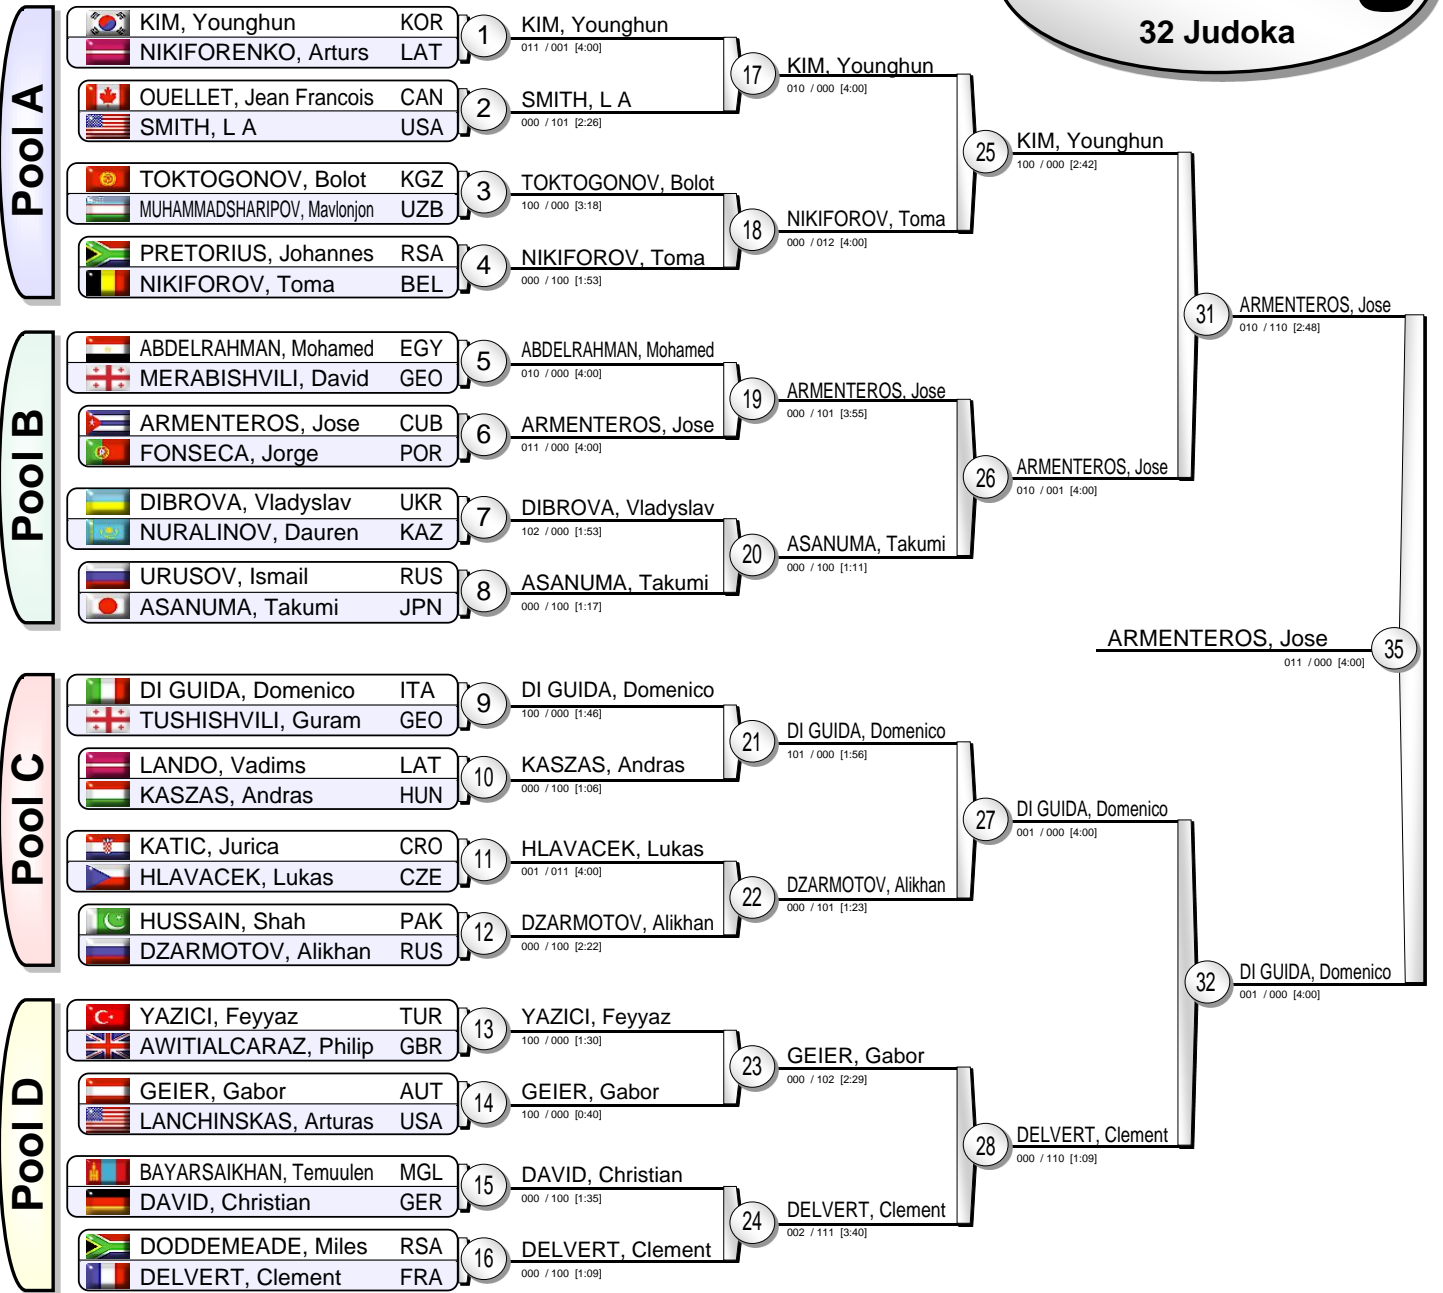 32 Judoka
Pool A
KIM, Younghun KOR
NIKIFORENKO, Arturs LAT
1
KIM, Younghun
011 / 001 [4:00]
OUELLET, Jean Francois CAN
SMITH, L A USA
2
SMITH, L A
000 / 101 [2:26]
17
KIM, Younghun
010 / 000 [4:00]
TOKTOGONOV, Bolot KGZ
MUHAMMADSHARIPOV, Mavlonjon UZB
3
TOKTOGONOV, Bolot
100 / 000 [3:18]
PRETORIUS, Johannes RSA
NIKIFOROV, Toma BEL
4
NIKIFOROV, Toma
000 / 100 [1:53]
18
NIKIFOROV, Toma
000 / 012 [4:00]
25
KIM, Younghun
100 / 000 [2:42]
Pool B
ABDELRAHMAN, Mohamed EGY
MERABISHVILI, David GEO
5
ABDELRAHMAN, Mohamed
010 / 000 [4:00]
ARMENTEROS, Jose CUB
FONSECA, Jorge POR
6
ARMENTEROS, Jose
011 / 000 [4:00]
19
ARMENTEROS, Jose
000 / 101 [3:55]
DIBROVA, Vladyslav UKR
NURALINOV, Dauren KAZ
7
DIBROVA, Vladyslav
102 / 000 [1:53]
URUSOV, Ismail RUS
ASANUMA, Takumi JPN
8
ASANUMA, Takumi
000 / 100 [1:17]
20
ASANUMA, Takumi
000 / 100 [1:11]
26
ARMENTEROS, Jose
010 / 001 [4:00]
31
ARMENTEROS, Jose
010 / 110 [2:48]
ARMENTEROS, Jose
35
011 / 000 [4:00]
Pool C
DI GUIDA, Domenico ITA
TUSHISHVILI, Guram GEO
9
DI GUIDA, Domenico
100 / 000 [1:46]
LANDO, Vadims LAT
KASZAS, Andras HUN
10
KASZAS, Andras
000 / 100 [1:06]
21
DI GUIDA, Domenico
101 / 000 [1:56]
KATIC, Jurica CRO
HLAVACEK, Lukas CZE
11
HLAVACEK, Lukas
001 / 011 [4:00]
HUSSAIN, Shah PAK
DZARMOTOV, Alikhan RUS
12
DZARMOTOV, Alikhan
000 / 100 [2:22]
22
DZARMOTOV, Alikhan
000 / 101 [1:23]
27
DI GUIDA, Domenico
001 / 000 [4:00]
Pool D
YAZICI, Feyyaz TUR
AWITIALCARAZ, Philip GBR
13
YAZICI, Feyyaz
100 / 000 [1:30]
GEIER, Gabor AUT
LANCHINSKAS, Arturas USA
14
GEIER, Gabor
100 / 000 [0:40]
23
GEIER, Gabor
000 / 102 [2:29]
BAYARSAIKHAN, Temuulen MGL
DAVID, Christian GER
15
DAVID, Christian
000 / 100 [1:35]
DODDEMEADE, Miles RSA
DELVERT, Clement FRA
16
DELVERT, Clement
000 / 100 [1:09]
24
DELVERT, Clement
002 / 111 [3:40]
28
DELVERT, Clement
000 / 110 [1:09]
32
DI GUIDA, Domenico
001 / 000 [4:00]